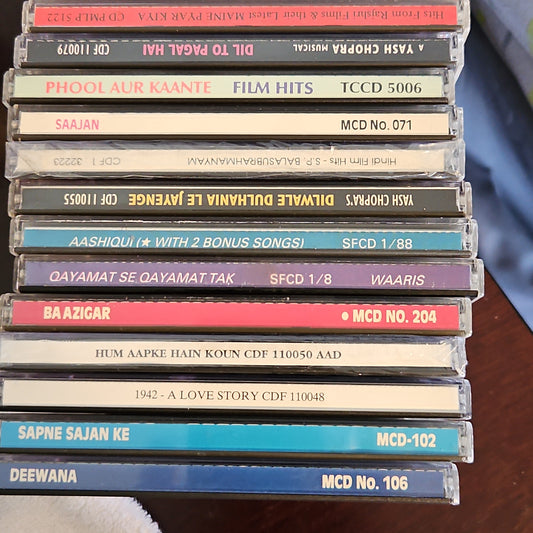 Hits From Rajshri Films & their Latest MAINE PYAR KIYA CD PMLP 5122
A YASH CHOPRA MUSICAL DIL TO PAGAL HAI CDF 110079
PHOOL AUR KAANTE FILM HITS TCCD 5006
SAAJAN MCD No. 071
Hindi Film Hits - S.P. BALASUBRAHMANYAM CDF 1 32223
YASH CHOPRA'S DILWALE DULHANIA LE JAYENGE CDF 110055
AASHIQUI (★ WITH 2 BONUS SONGS) SFCD 1/88
QAYAMAT SE QAYAMAT TAK SFCD 1/8 WAARIS
BAAZIGAR • MCD NO. 204
HUM AAPKE HAIN KOUN CDF 110050 AAD
1942 - A LOVE STORY CDF 110048
SAPNE SAJAN KE MCD-102
DEEWANA MCD No. 106